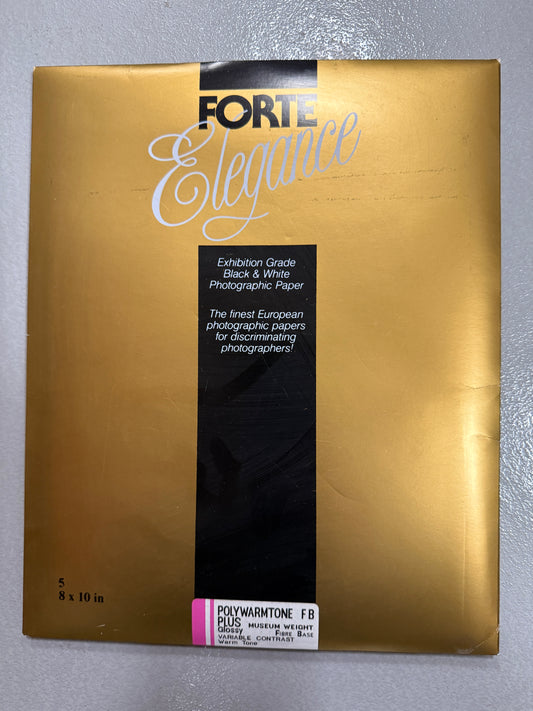 FORTE
Elegance
Exhibition Grade
Black & White
Photographic Paper
The finest European
photographic papers
for discriminating
photographers!
5
8 x 10 in
POLYWARMTONE FB
PLUS MUSEUM WEIGHT
Glossy Fibre Base
VARIABLE CONTRAST
Warm Tone